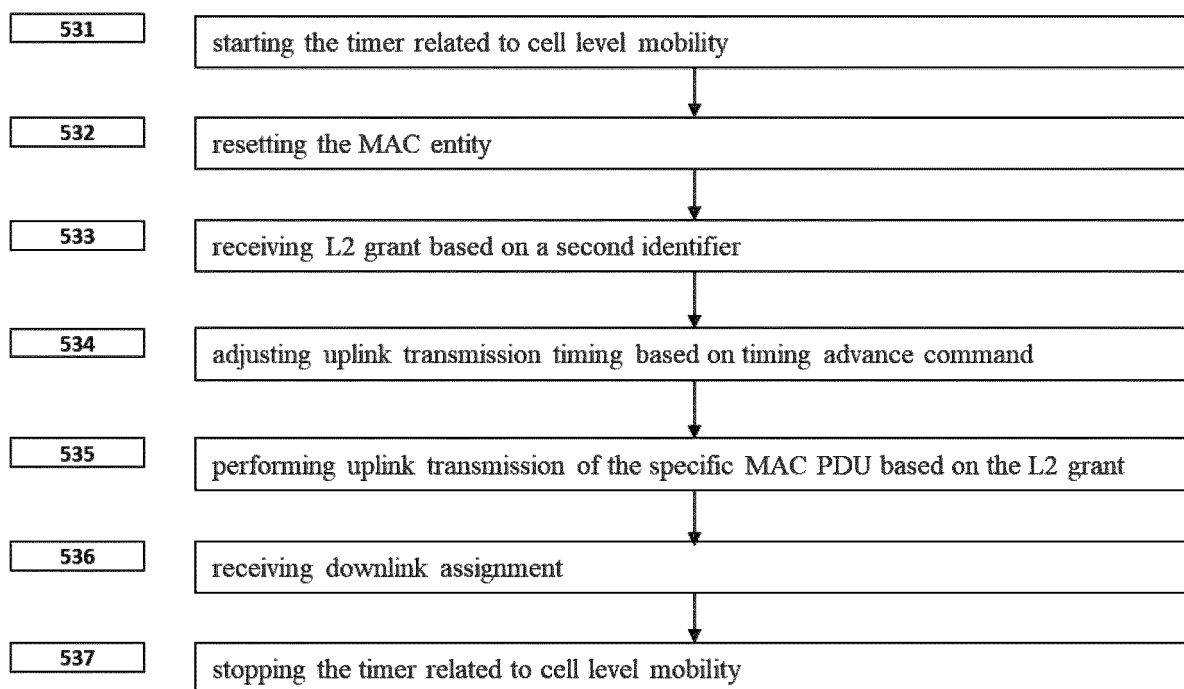 531
starting the timer related to cell level mobility
532
resetting the MAC entity
533
receiving L2 grant based on a second identifier
534
adjusting uplink transmission timing based on timing advance command
535
performing uplink transmission of the specific MAC PDU based on the L2 grant
536
receiving downlink assignment
537
stopping the timer related to cell level mobility